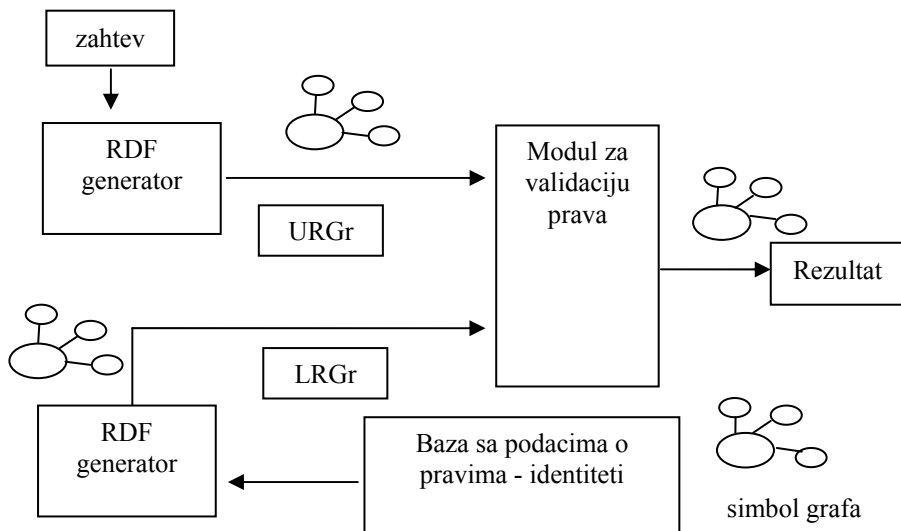 zahtev
RDF
generator
URGr
Modul za
validaciju
prava
Rezultat
LRGr
RDF
generator
Baza sa podacima o
pravima - identiteti
simbol grafa